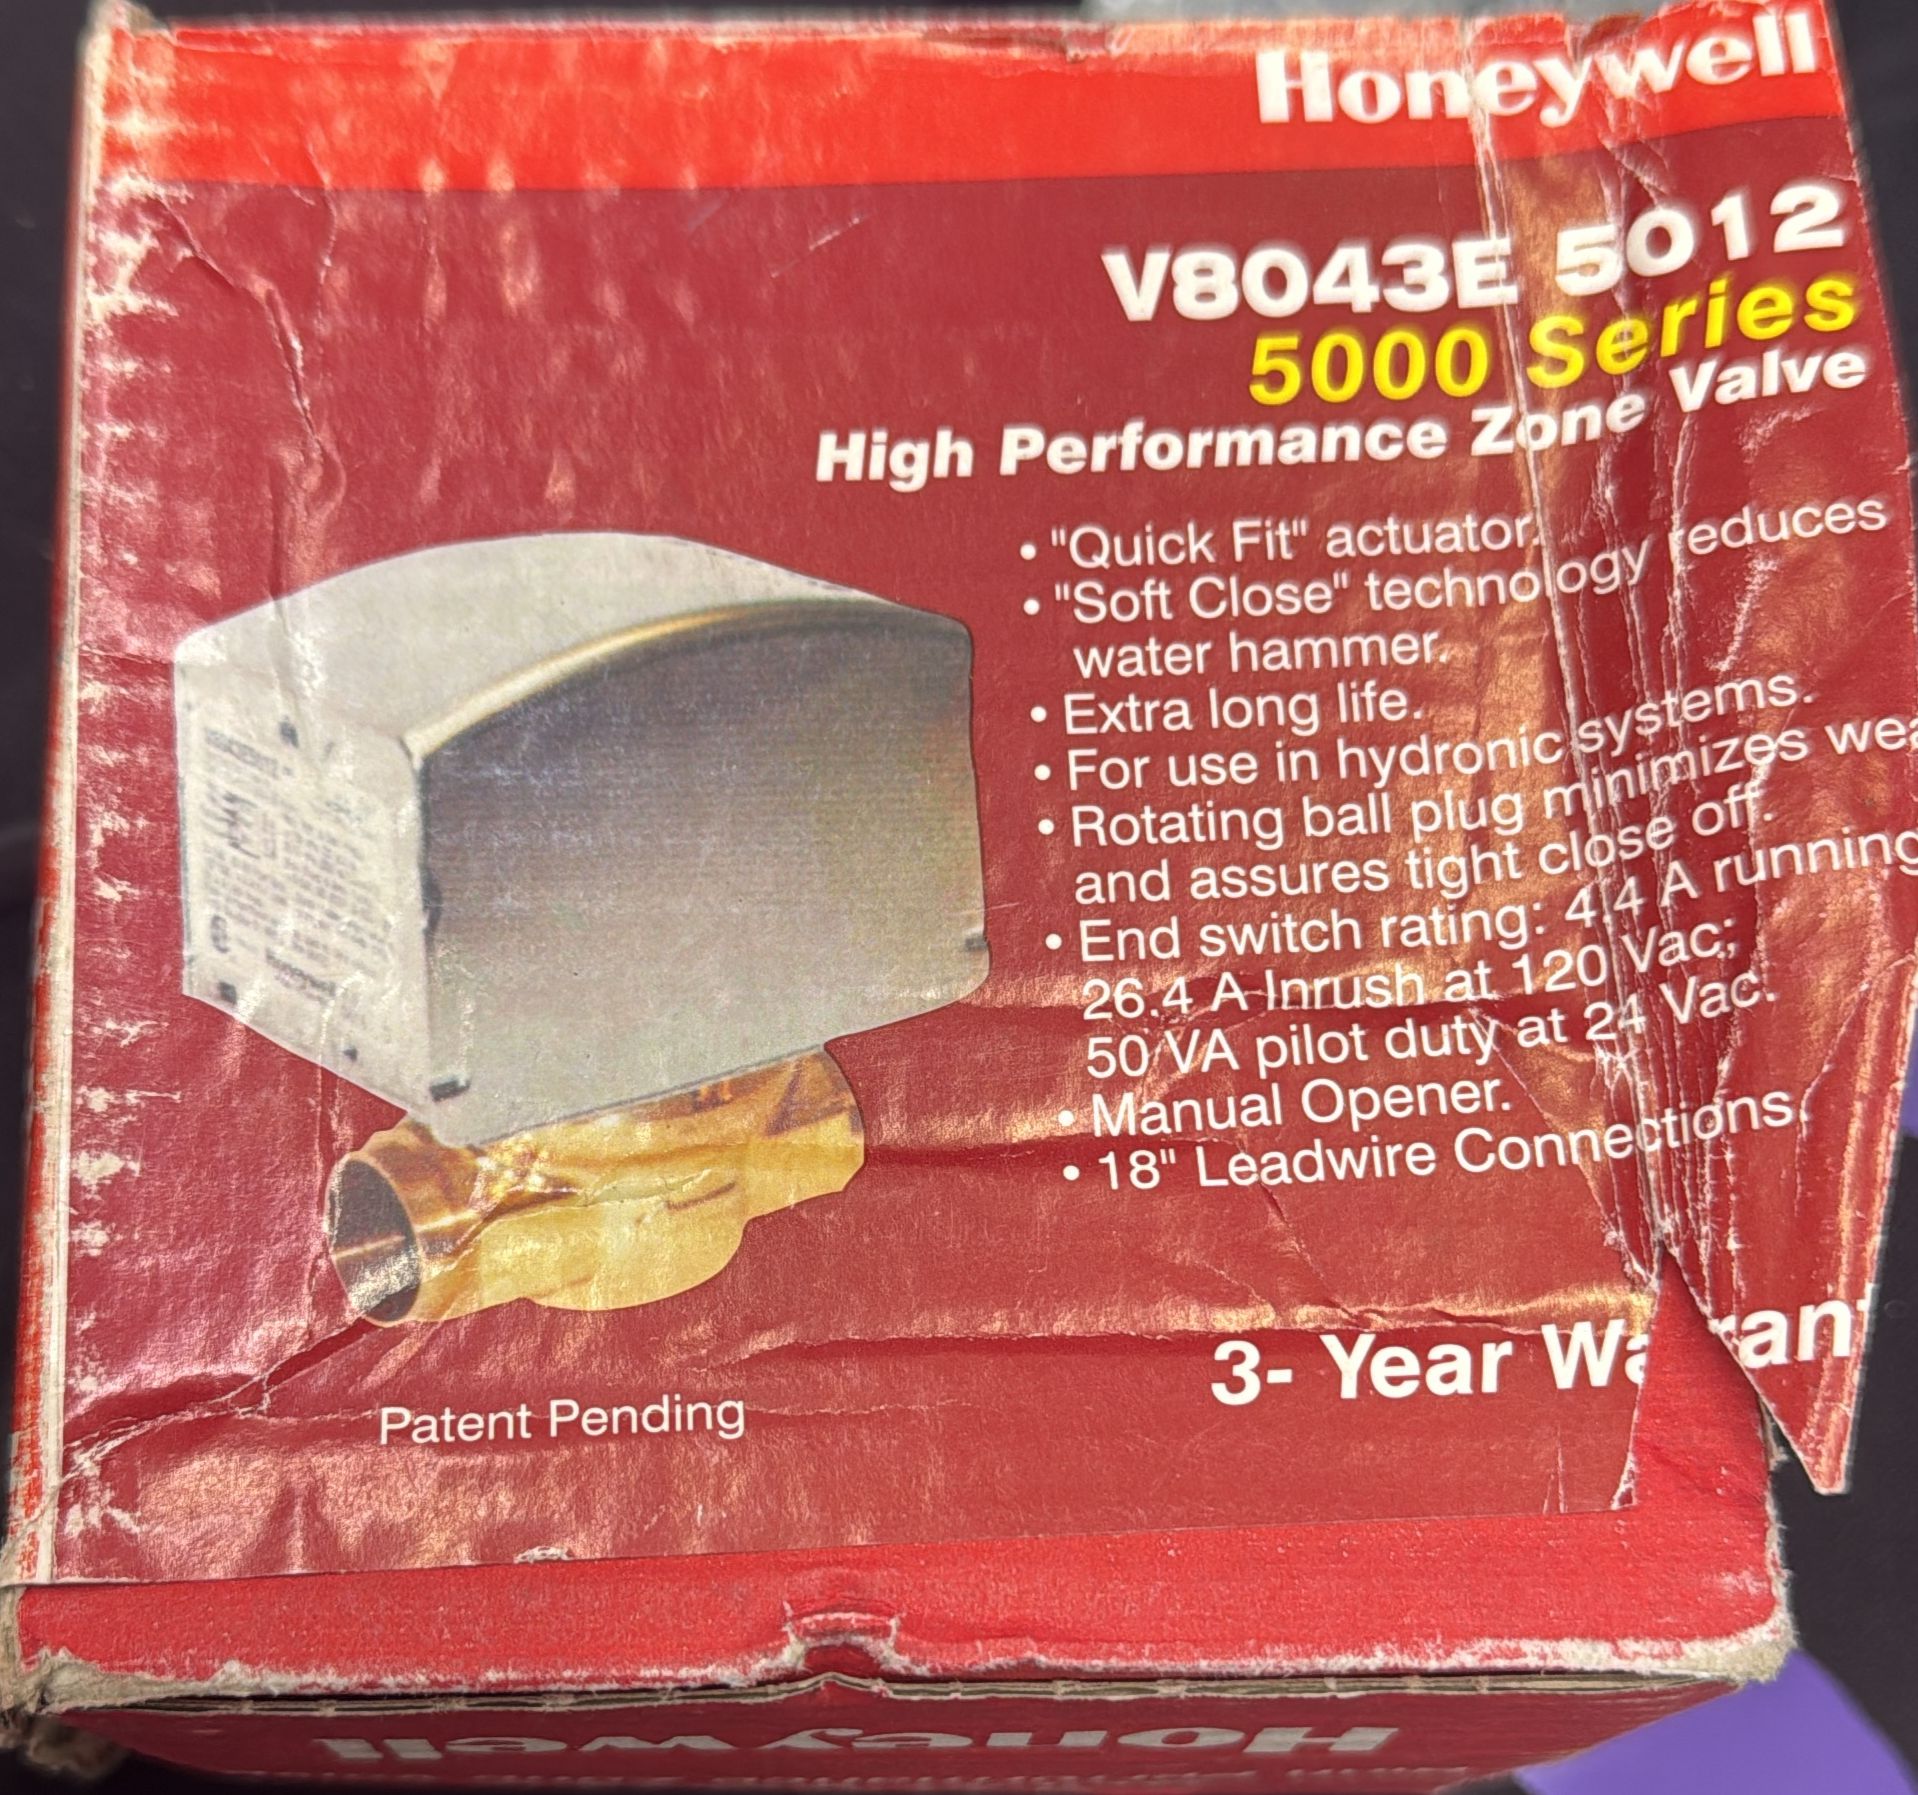 Honeywell
V8043E 5012
5000 Series
High Performance Zone Valve
• "Quick Fit" actuator.
• "Soft Close" technology reduces
water hammer.
• Extra long life.
• For use in hydronic systems.
• Rotating ball plug minimizes wea
and assures tight close off.
• End switch rating: 4.4 A running
26.4 A Inrush at 120 Vac;
50 VA pilot duty at 24 Vac.
• Manual Opener.
• 18" Leadwire Connections.
3- Year Warran
Patent Pending
Honeywell